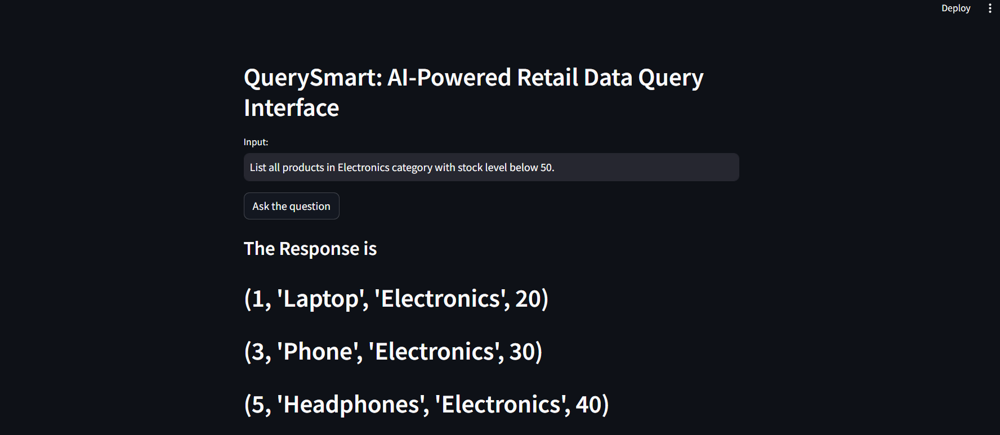 Deploy
QuerySmart: AI-Powered Retail Data Query
Interface
Input:
List all products in Electronics category with stock level below 50.
Ask the question
The Response is
(1, 'Laptop', 'Electronics', 20)
(3, 'Phone', 'Electronics', 30)
(5, 'Headphones', 'Electronics', 40)